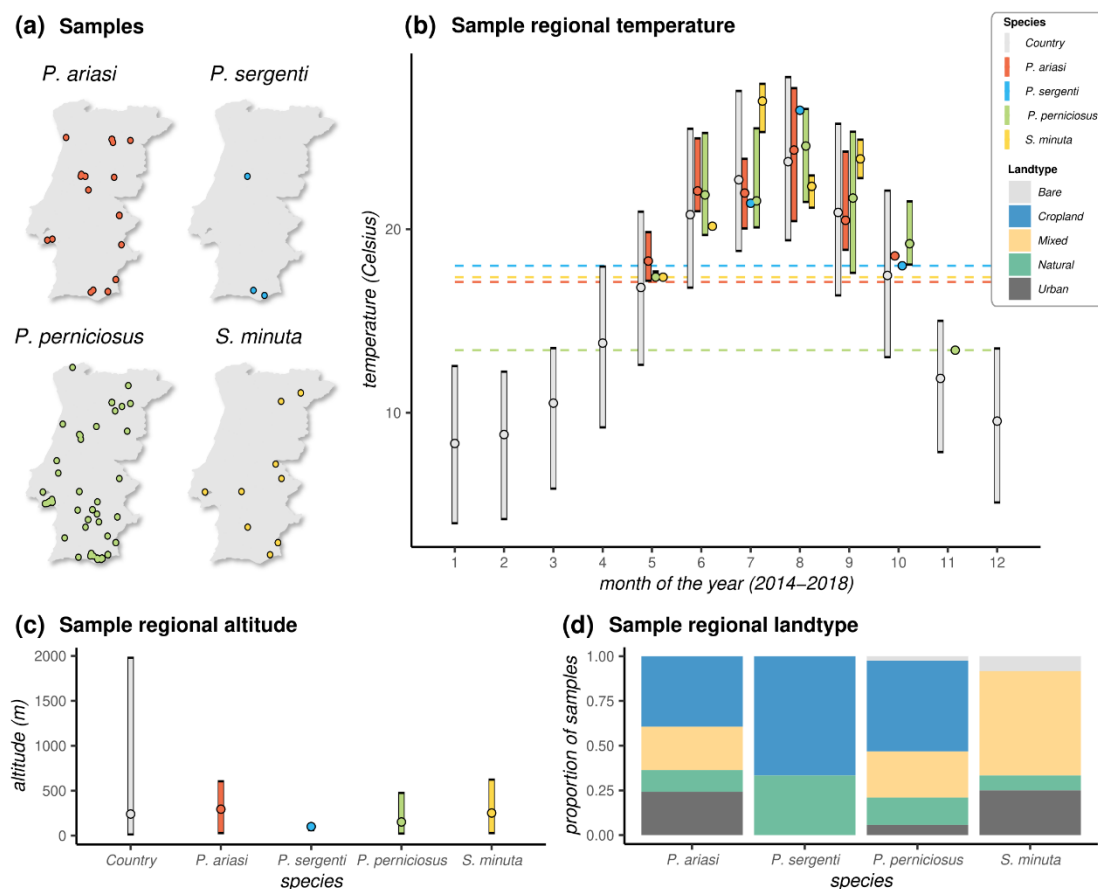 (a) Samples
P. ariasi
P. sergenti
P. perniciosus
S. minuta
(b) Sample regional temperature
temperature (Celsius)
20
10
1 2 3 4 5 6 7 8 9 10 11 12
month of the year (2014–2018)
Species
Country
P. ariasi
P. sergenti
P. perniciosus
S. minuta
Landtype
Bare
Cropland
Mixed
Natural
Urban
(c) Sample regional altitude
altitude (m)
2000
1500
1000
500
0
Country P. ariasi P. sergenti P. perniciosus S. minuta
species
(d) Sample regional landtype
proportion of samples
1.00
0.75
0.50
0.25
0.00
P. ariasi P. sergenti P. perniciosus S. minuta
species